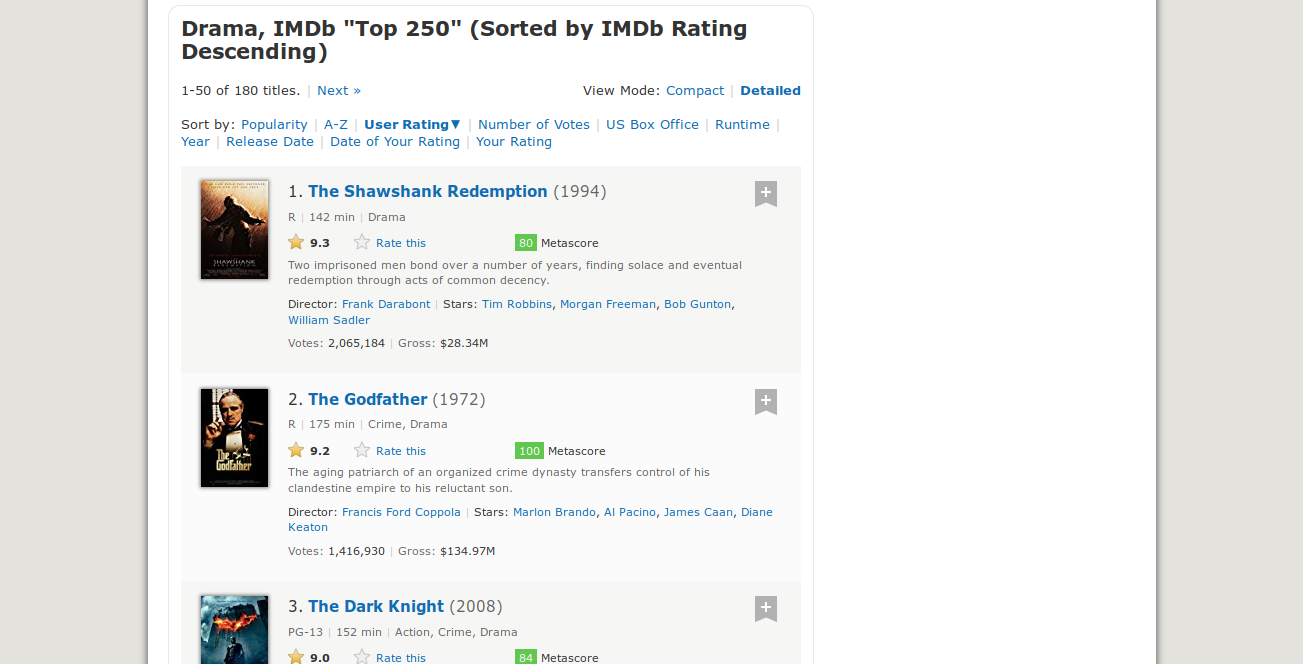 Drama, IMDb "Top 250" (Sorted by IMDb Rating
Descending)
1-50 of 180 titles. | Next »
View Mode: Compact | Detailed
Sort by: Popularity | A-Z | User Rating▼ | Number of Votes | US Box Office | Runtime |
Year | Release Date | Date of Your Rating | Your Rating
1. The Shawshank Redemption (1994)
R | 142 min | Drama
9.3 Rate this 80 Metascore
Two imprisoned men bond over a number of years, finding solace and eventual
redemption through acts of common decency.
Director: Frank Darabont | Stars: Tim Robbins, Morgan Freeman, Bob Gunton,
William Sadler
Votes: 2,065,184 | Gross: $28.34M
SHAWSHANK
REDEMPTION
2. The Godfather (1972)
R | 175 min | Crime, Drama
9.2 Rate this 100 Metascore
The aging patriarch of an organized crime dynasty transfers control of his
clandestine empire to his reluctant son.
Director: Francis Ford Coppola | Stars: Marlon Brando, Al Pacino, James Caan, Diane
Keaton
Votes: 1,416,930 | Gross: $134.97M
The
Godfather
3. The Dark Knight (2008)
PG-13 | 152 min | Action, Crime, Drama
9.0 Rate this 84 Metascore